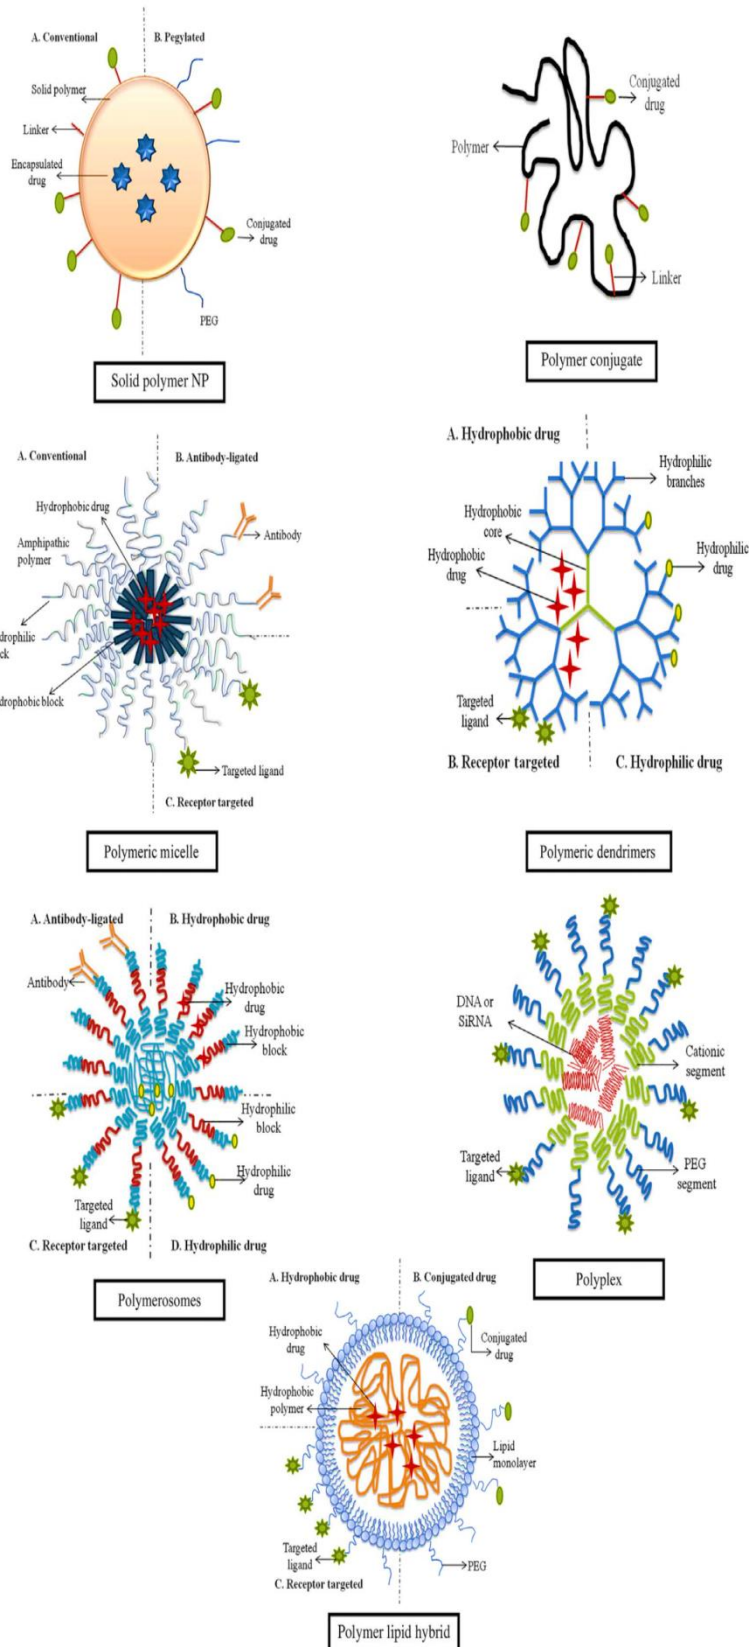 A. Conventional
B. Pegylated
Solid polymer
Linker
Encapsulated
drug
Conjugated
drug
PEG
Solid polymer NP
Conjugated
drug
Polymer
Linker
Polymer conjugate
A. Conventional
B. Antibody-ligated
Hydrophobic drug
Antibody
Amphipathic
polymer
drophilic
ck
drophobic block
Targeted ligand
C. Receptor targeted
Polymeric micelle
A. Hydrophobic drug
Hydrophilic
branches
Hydrophobic
core
Hydrophobic
drug
Hydrophilic
drug
Targeted
ligand
B. Receptor targeted
C. Hydrophilic drug
Polymeric dendrimers
A. Antibody-ligated
B. Hydrophobic drug
Antibody
Hydrophobic
drug
Hydrophobic
block
Hydrophilic
block
Hydrophilic
drug
Targeted
ligand
C. Receptor targeted
D. Hydrophilic drug
Polymerosomes
DNA or
SiRNA
Cationic
segment
Targeted
ligand
PEG
segment
Polyplex
A. Hydrophobic drug
B. Conjugated drug
Hydrophobic
drug
Conjugated
drug
Hydrophobic
polymer
Lipid
monolayer
Targeted
ligand
PEG
C. Receptor targeted
Polymer lipid hybrid